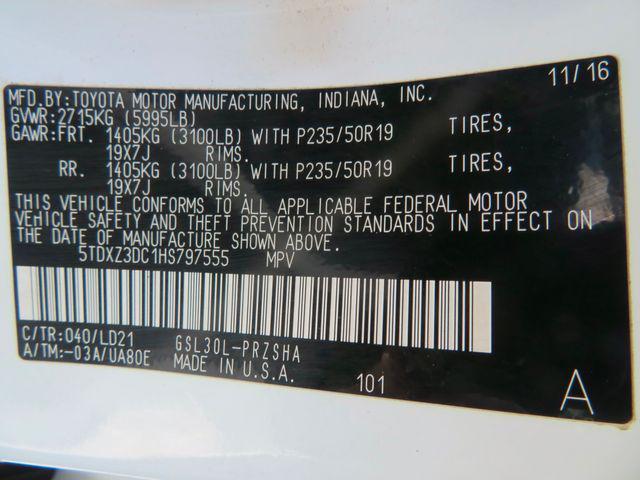 11/16
MFD.BY:TOYOTA MOTOR MANUFACTURING, INDIANA, INC.
GVWR:2715KG (5995LB)
GAWR:FRT. 1405KG (3100LB) WITH P235/50R19 TIRES,
19X7J RIMS.
RR. 1405KG (3100LB) WITH P235/50R19 TIRES,
19X7J RIMS.
THIS VEHICLE CONFORMS TO ALL APPLICABLE FEDERAL MOTOR
VEHICLE SAFETY AND THEFT PREVENTION STANDARDS IN EFFECT ON
THE DATE OF MANUFACTURE SHOWN ABOVE.
5TDXZ3DC1HS797555 MPV
C/TR:040/LD21 GSL30L-PRZSHA
A/TM:-03A/UA80E MADE IN U.S.A.
101 A